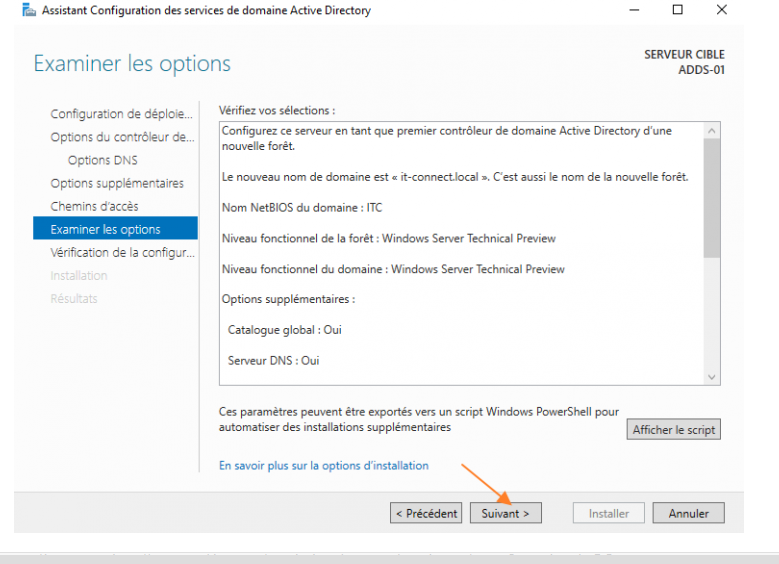 Assistant Configuration des services de domaine Active Directory
Examiner les options
SERVEUR CIBLE
ADDS-01
Configuration de déploie...
Options du contrôleur de...
Options DNS
Options supplémentaires
Chemins d'accès
Examiner les options
Vérification de la configur...
Installation
Résultats
Vérifiez vos sélections :
Configurez ce serveur en tant que premier contrôleur de domaine Active Directory d'une
nouvelle forêt.
Le nouveau nom de domaine est « it-connect.local ». C'est aussi le nom de la nouvelle forêt.
Nom NetBIOS du domaine : ITC
Niveau fonctionnel de la forêt : Windows Server Technical Preview
Niveau fonctionnel du domaine : Windows Server Technical Preview
Options supplémentaires :
Catalogue global : Oui
Serveur DNS : Oui
Ces paramètres peuvent être exportés vers un script Windows PowerShell pour
automatiser des installations supplémentaires
Afficher le script
En savoir plus sur la options d'installation
< Précédent
Suivant >
Installer
Annuler